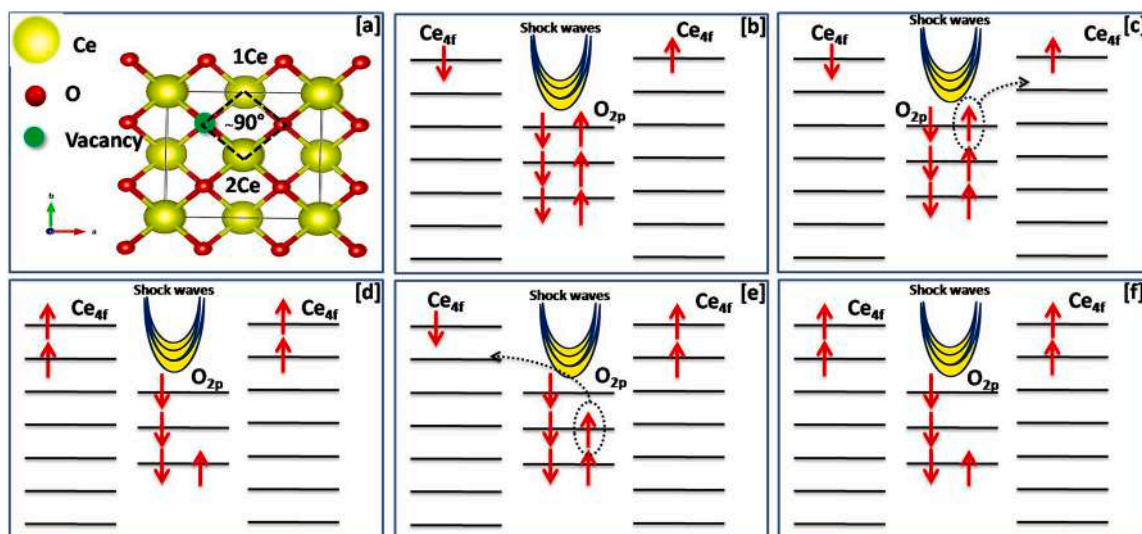 [a]
Ce
O
Vacancy
1Ce
~90°
2Ce
b
a
[b]
Shock waves
Ce4f
Ce4f
O2p
[c]
Shock waves
Ce4f
Ce4f
O2p
[d]
Shock waves
Ce4f
Ce4f
O2p
[e]
Shock waves
Ce4f
Ce4f
O2p
[f]
Shock waves
Ce4f
Ce4f
O2p